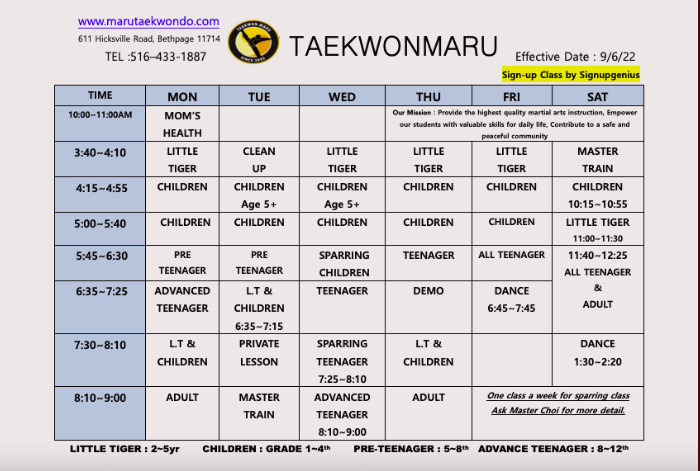 www.marutaekwondo.com
611 Hicksville Road, Bethpage 11714
TEL :516-433-1887
TAEKWONMARU
Effective Date : 9/6/22
Sign-up Class by Signupgenius
TIME MON TUE WED THU FRI SAT
10:00~11:00AM
MOM'S
HEALTH
Our Mission : Provide the highest quality martial arts instruction, Empower
our students with valuable skills for daily life, Contribute to a safe and
peaceful community
3:40~4:10
LITTLE
TIGER
CLEAN
UP
LITTLE
TIGER
LITTLE
TIGER
LITTLE
TIGER
MASTER
TRAIN
4:15~4:55
CHILDREN
CHILDREN
Age 5+
CHILDREN
Age 5+
CHILDREN
CHILDREN
CHILDREN
10:15~10:55
5:00~5:40
CHILDREN
CHILDREN
CHILDREN
CHILDREN
CHILDREN
LITTLE TIGER
11:00~11:30
5:45~6:30
PRE
TEENAGER
PRE
TEENAGER
SPARRING
CHILDREN
TEENAGER
ALL TEENAGER
11:40~12:25
ALL TEENAGER
&
ADULT
6:35~7:25
ADVANCED
TEENAGER
L.T &
CHILDREN
6:35~7:15
TEENAGER
DEMO
DANCE
6:45~7:45
7:30~8:10
L.T &
CHILDREN
PRIVATE
LESSON
SPARRING
TEENAGER
7:25~8:10
L.T &
CHILDREN
DANCE
1:30~2:20
8:10~9:00
ADULT
MASTER
TRAIN
ADVANCED
TEENAGER
8:10~9:00
ADULT
One class a week for sparring class
Ask Master Choi for more detail.
LITTLE TIGER : 2~5yr CHILDREN : GRADE 1~4th PRE-TEENAGER : 5~8th ADVANCE TEENAGER : 8~12th